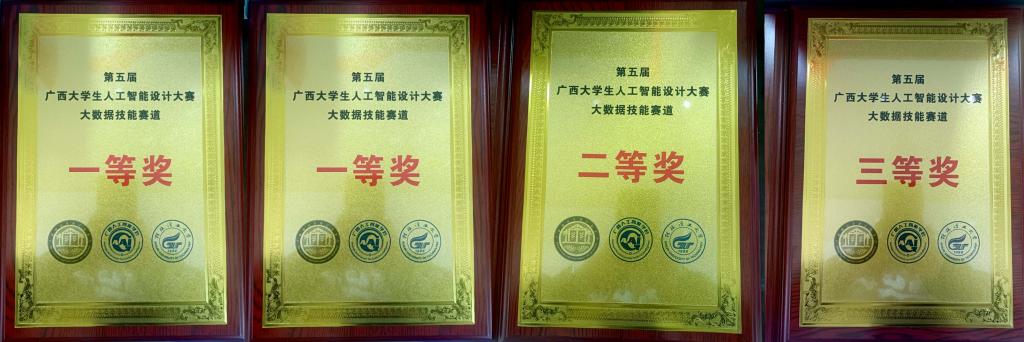 第五届
广西大学生人工智能设计大赛
大数据技能赛道
一等奖
第五届
广西大学生人工智能设计大赛
大数据技能赛道
一等奖
第五届
广西大学生人工智能设计大赛
大数据技能赛道
二等奖
第五届
广西大学生人工智能设计大赛
大数据技能赛道
三等奖